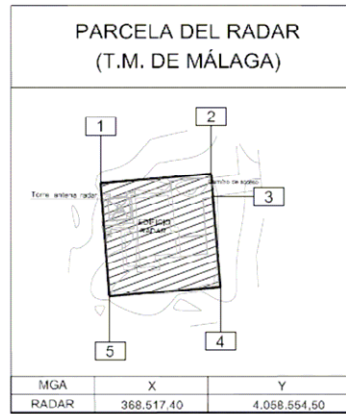 PARCELA DEL RADAR
(T.M. DE MÁLAGA)
1
2
Torre antena radar
3
EDIFICIO
RADAR
4
5
MGA X Y
RADAR 368.517,40 4.058.554,50